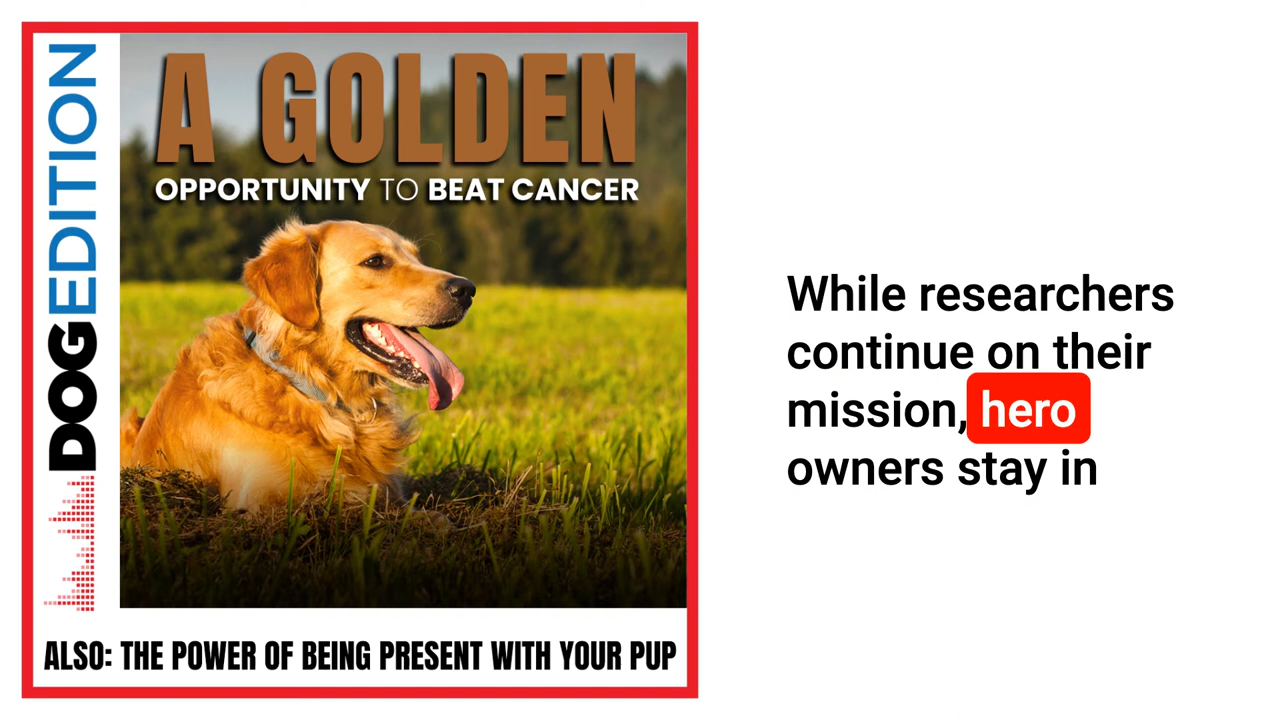 DOGEDITION
A GOLDEN
OPPORTUNITY TO BEAT CANCER
ALSO: THE POWER OF BEING PRESENT WITH YOUR PUP
While researchers
continue on their
mission, hero
owners stay in